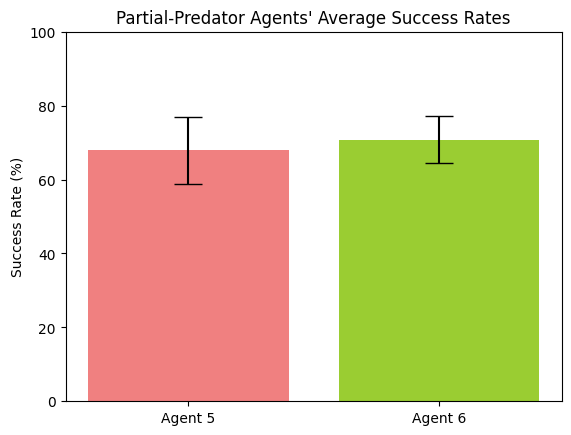 Partial-Predator Agents' Average Success Rates
Success Rate (%)
100
80
60
40
20
0
Agent 5
Agent 6